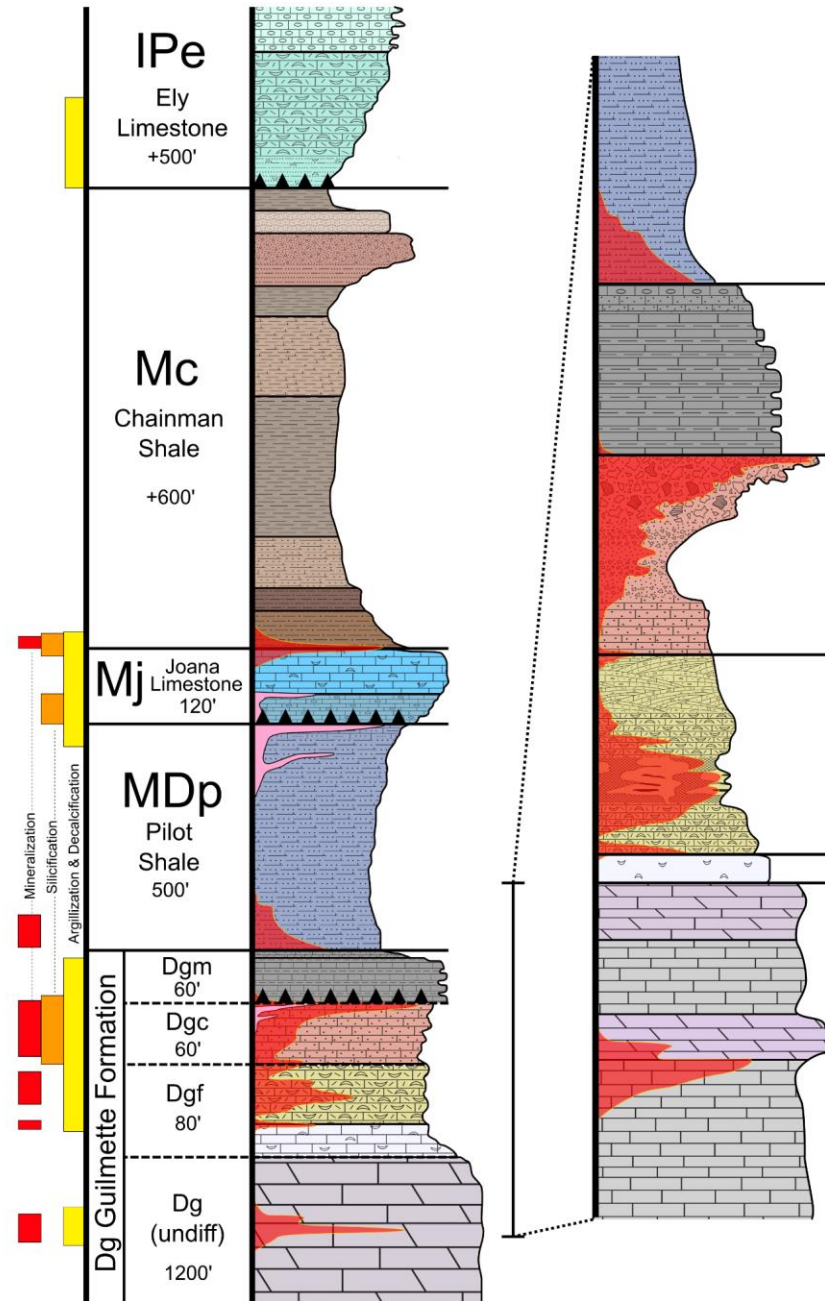 IPe
Ely
Limestone
+500'
Mc
Chainman
Shale
+600'
Mj
Joana
Limestone
120'
MDp
Pilot
Shale
500'
Mineralization
Silicification
Argillization & Decalcification
Dg Guilmette Formation
Dgm
60'
Dgc
60'
Dgf
80'
Dg
(undiff)
1200'